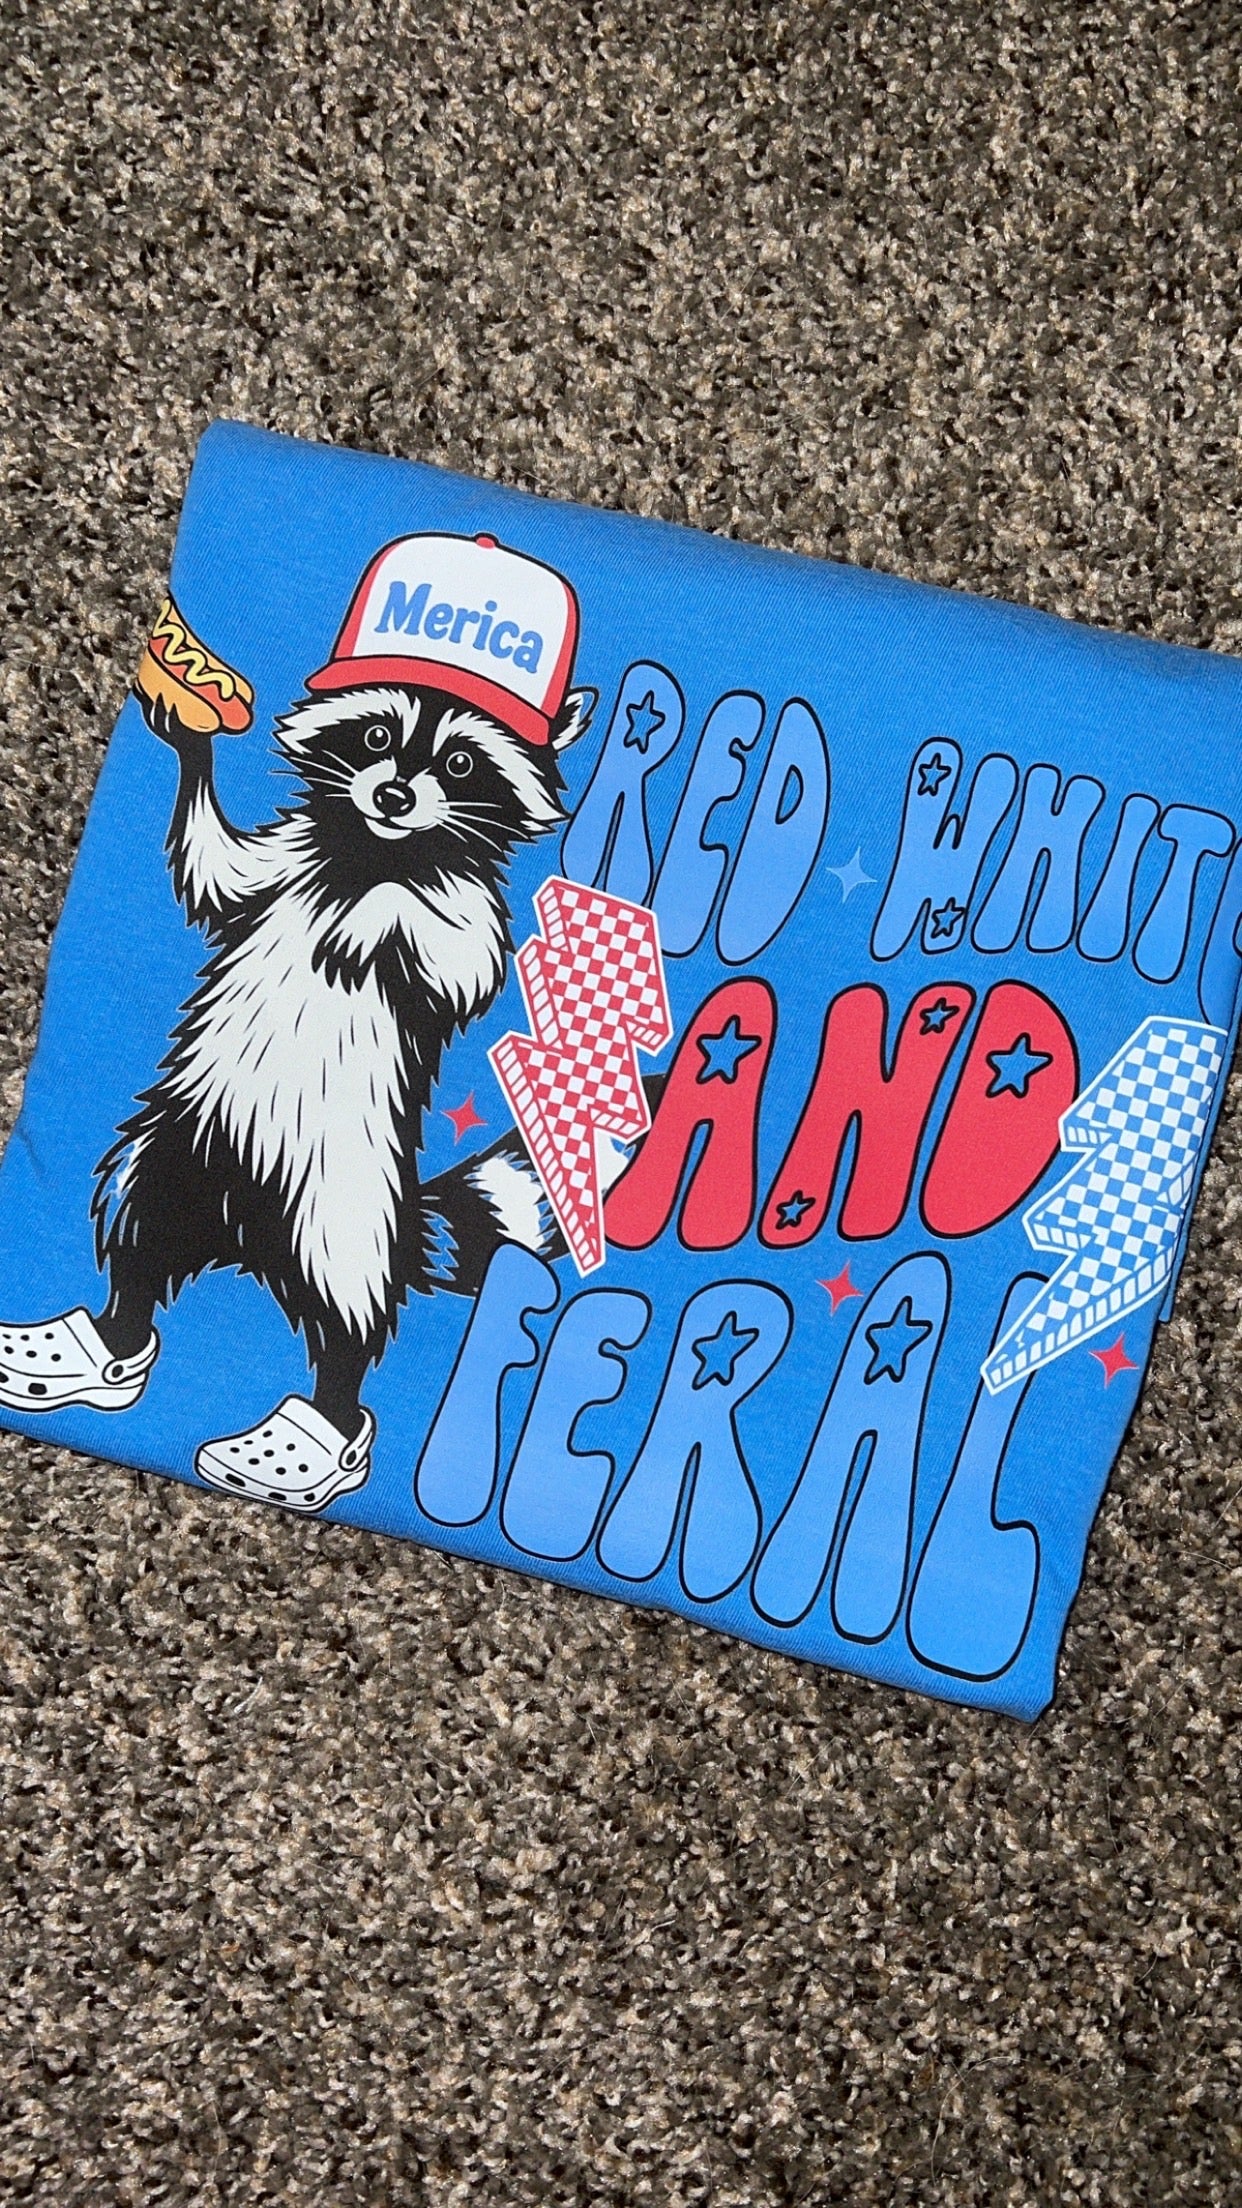 Merica
RED WHITE
AND
FERAL